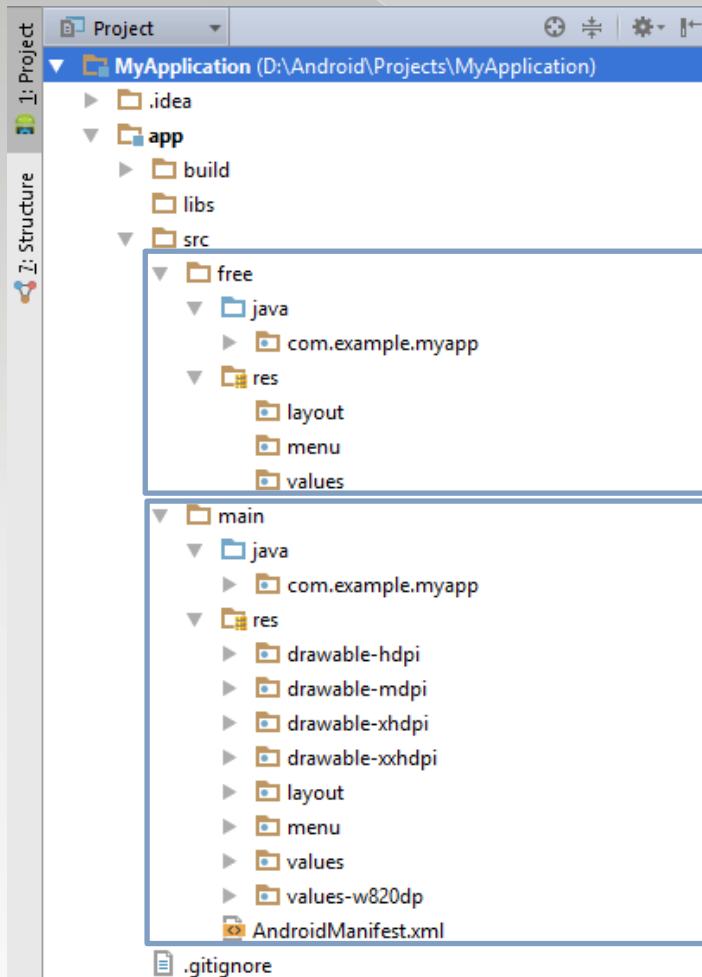 1: Project
7: Structure
Project
MyApplication (D:\Android\Projects\MyApplication)
.idea
app
build
libs
src
free
java
com.example.myapp
res
layout
menu
values
main
java
com.example.myapp
res
drawable-hdpi
drawable-mdpi
drawable-xhdpi
drawable-xxhdpi
layout
menu
values
values-w820dp
AndroidManifest.xml
.gitignore